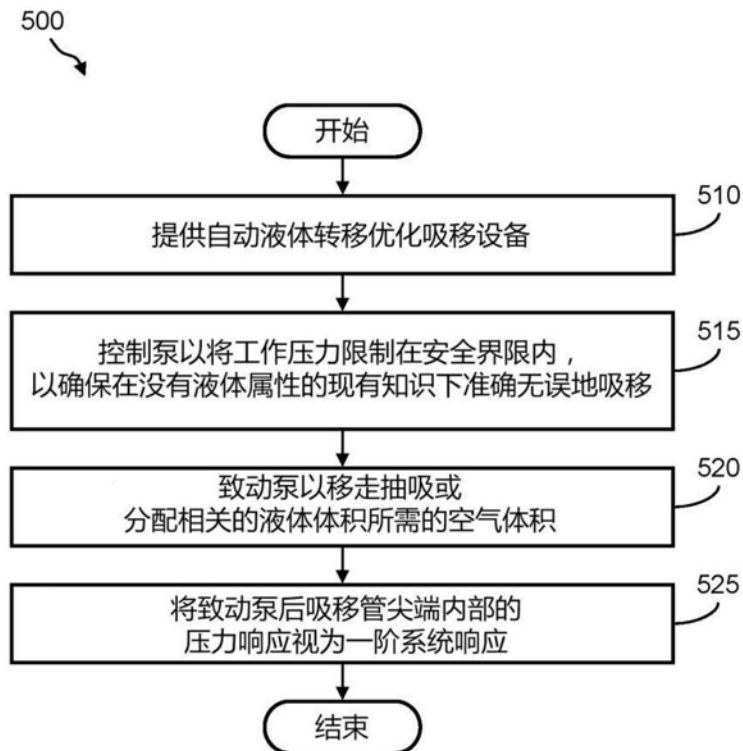 500
开始
510
提供自动液体转移优化吸移设备
515
控制泵以将工作压力限制在安全界限内，
以确保在没有液体属性的现有知识下准确无误地吸移
520
致动泵以移走抽吸或
分配相关的液体体积所需的空气体积
525
将致动泵后吸移管尖端内部的
压力响应视为一阶系统响应
结束